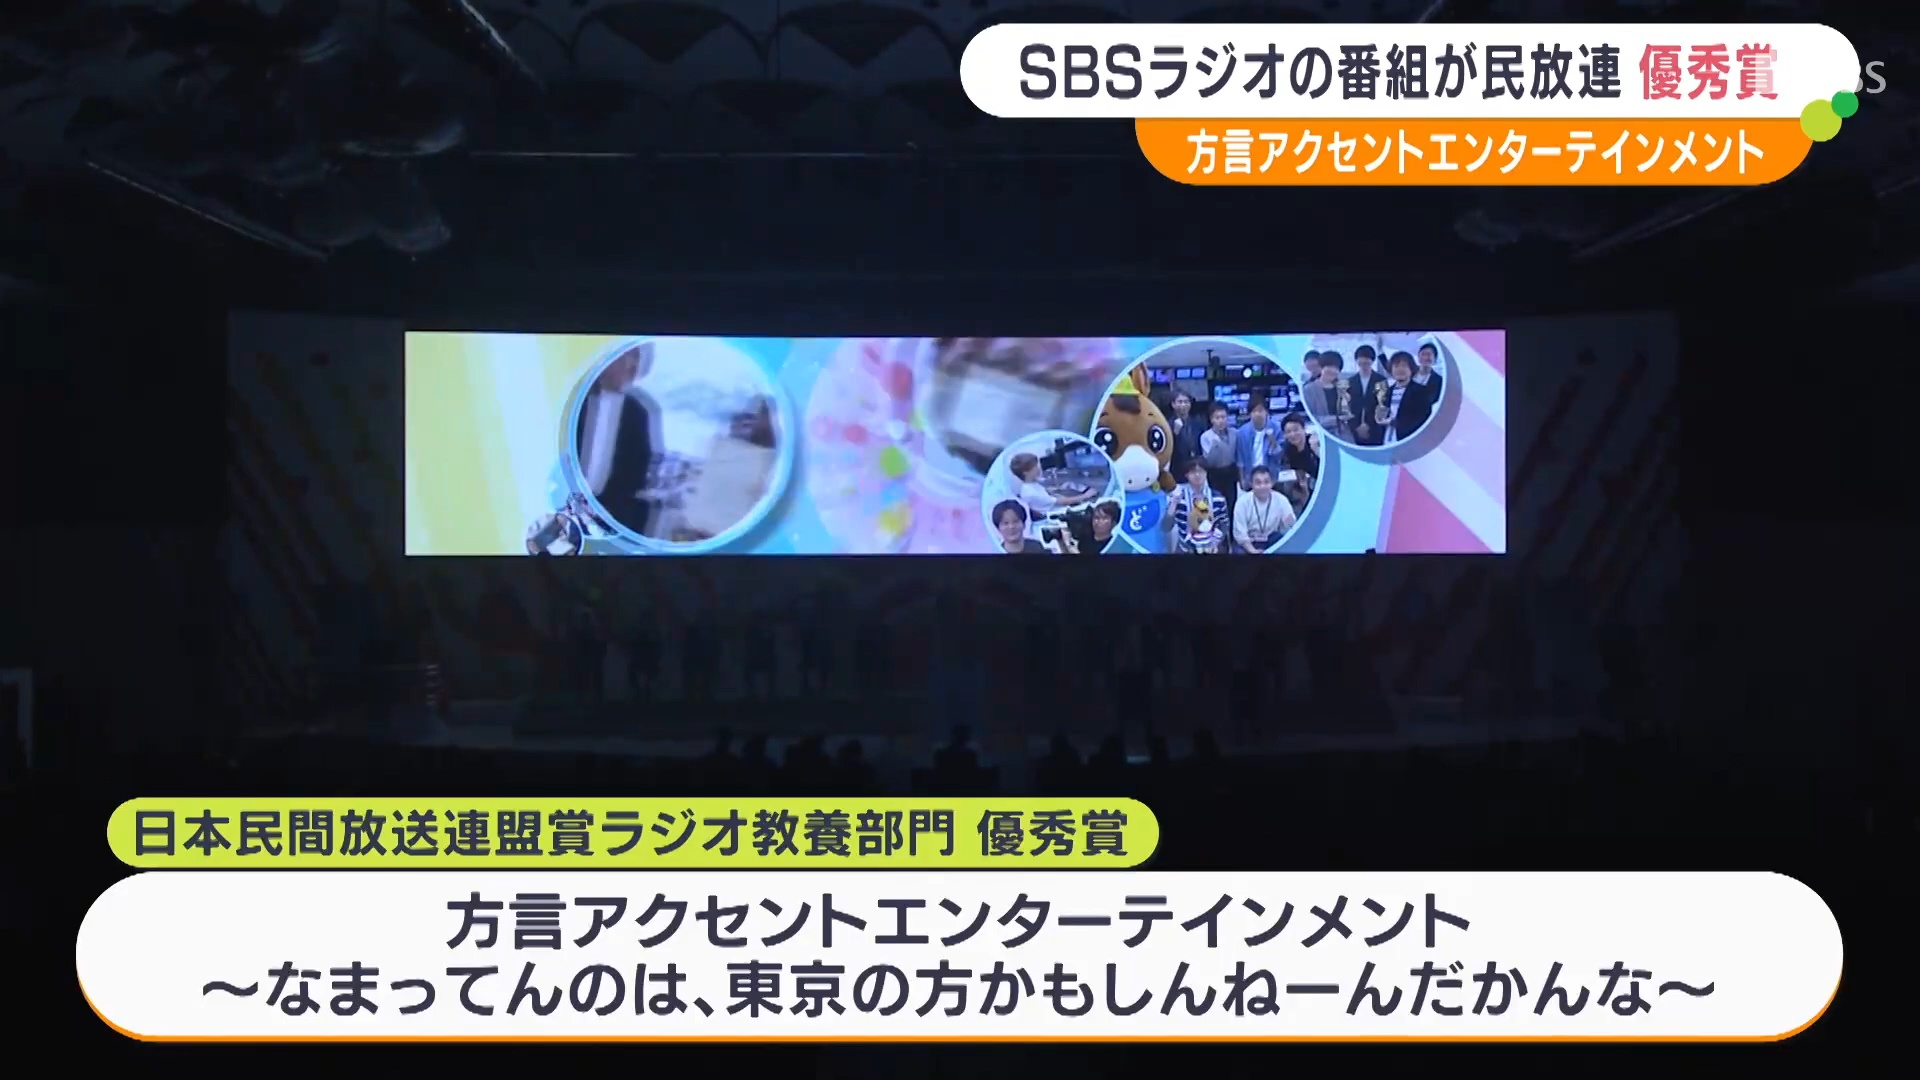 SBSラジオの番組が民放連 優秀賞
方言アクセントエンターテインメント
ど
日本民間放送連盟賞ラジオ教養部門 優秀賞
方言アクセントエンターテインメント
～なまってんのは、東京の方かもしんねーんだかんな～